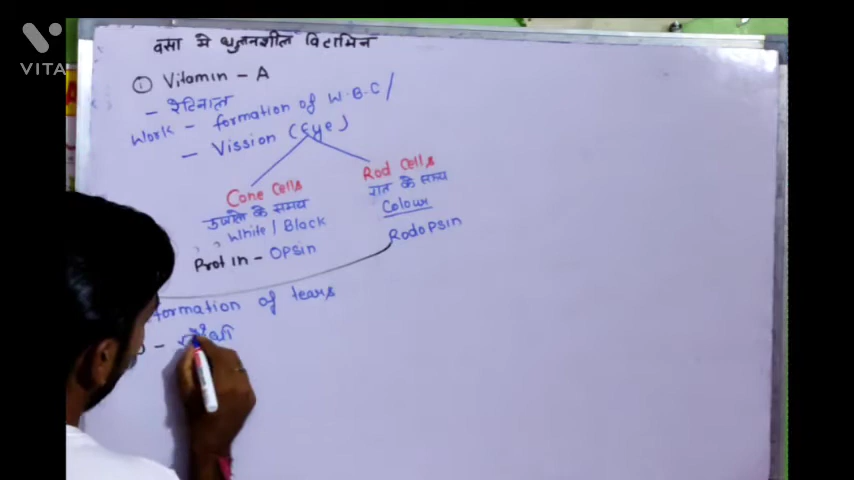 VITA
वसा मे घुलनशील विटामिन
① Vitamin - A
- रेटिनाल
Work - formation of W.B.C /
- Vission (Eye)
Cone Cells
उजाले के समय
White / Black
Protin - Opsin
Rod Cells
रात के समय
Colour
Rodopsin
formation of tears